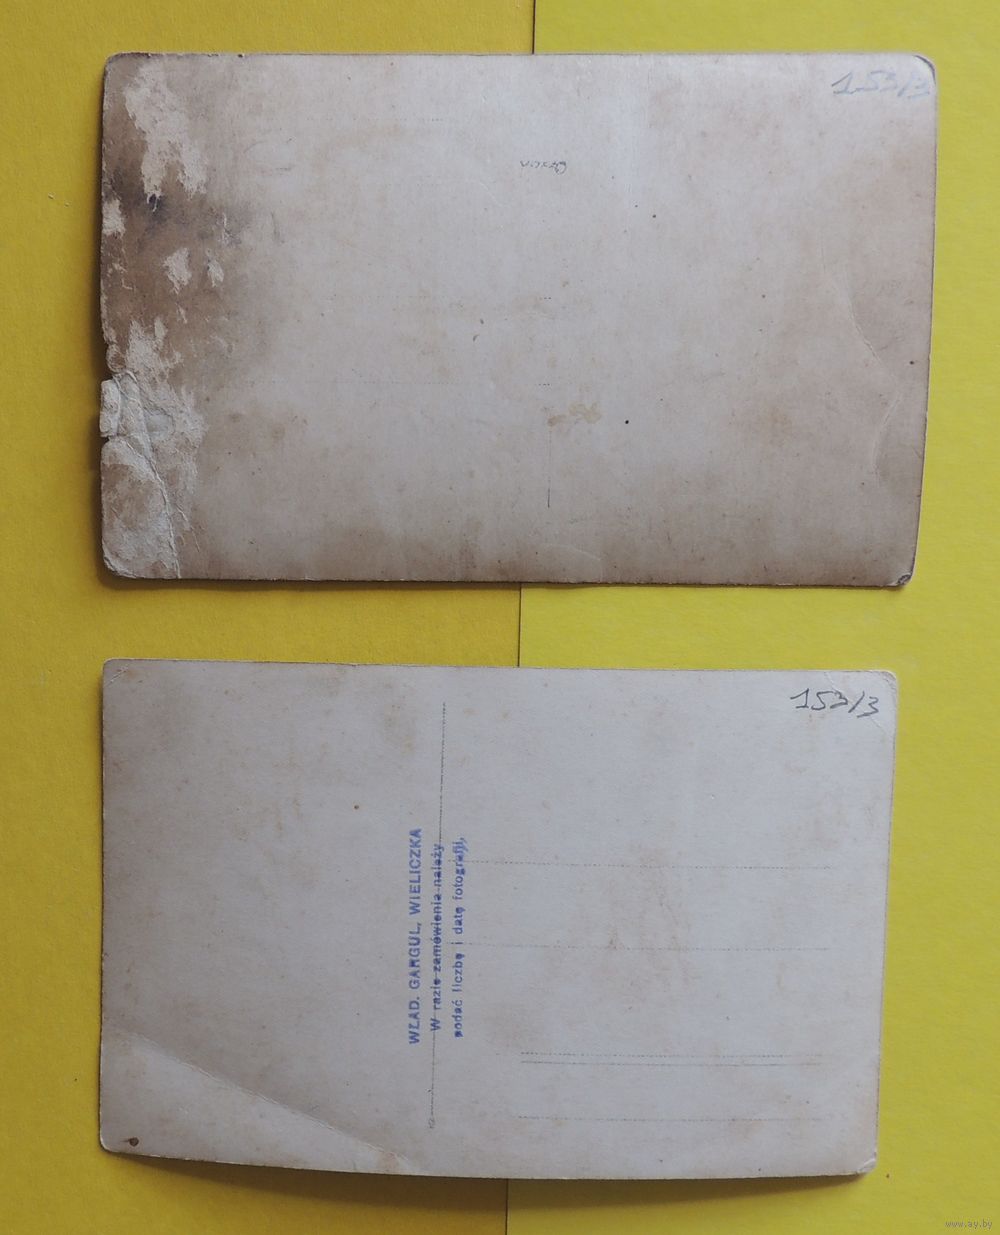 153/3
153/3
WŁAD. GARGUL, WIELICZKA
W razie zamówienia należy
podać liczbę i datę fotografji,
www.ay.by